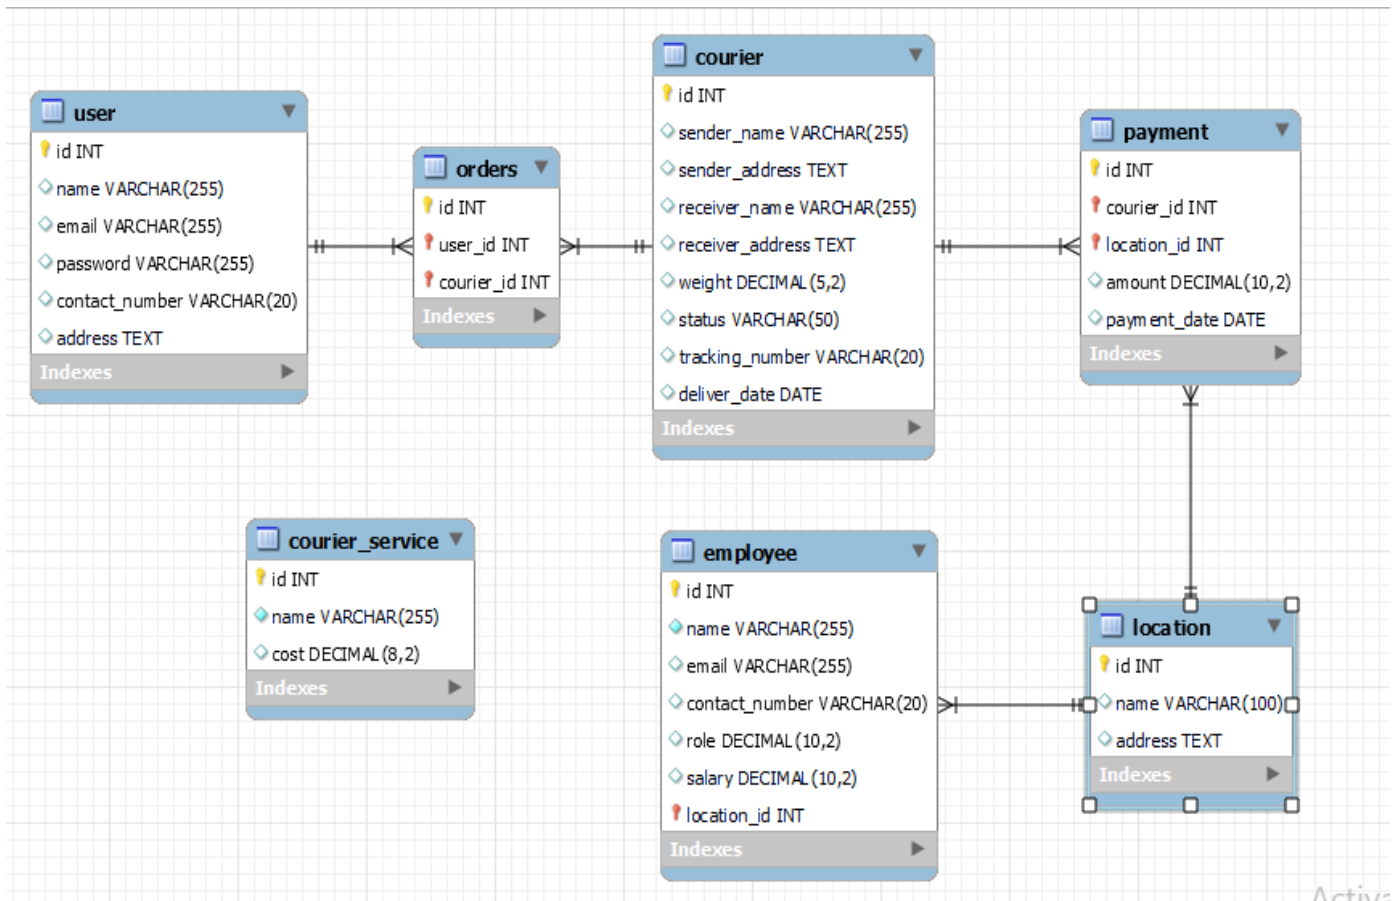 user
id INT
name VARCHAR(255)
email VARCHAR(255)
password VARCHAR(255)
contact_number VARCHAR(20)
address TEXT
Indexes
orders
id INT
user_id INT
courier_id INT
Indexes
courier
id INT
sender_name VARCHAR(255)
sender_address TEXT
receiver_name VARCHAR(255)
receiver_address TEXT
weight DECIMAL(5,2)
status VARCHAR(50)
tracking_number VARCHAR(20)
deliver_date DATE
Indexes
payment
id INT
courier_id INT
location_id INT
amount DECIMAL(10,2)
payment_date DATE
Indexes
courier_service
id INT
name VARCHAR(255)
cost DECIMAL(8,2)
Indexes
employee
id INT
name VARCHAR(255)
email VARCHAR(255)
contact_number VARCHAR(20)
role DECIMAL(10,2)
salary DECIMAL(10,2)
location_id INT
Indexes
location
id INT
name VARCHAR(100)
address TEXT
Indexes